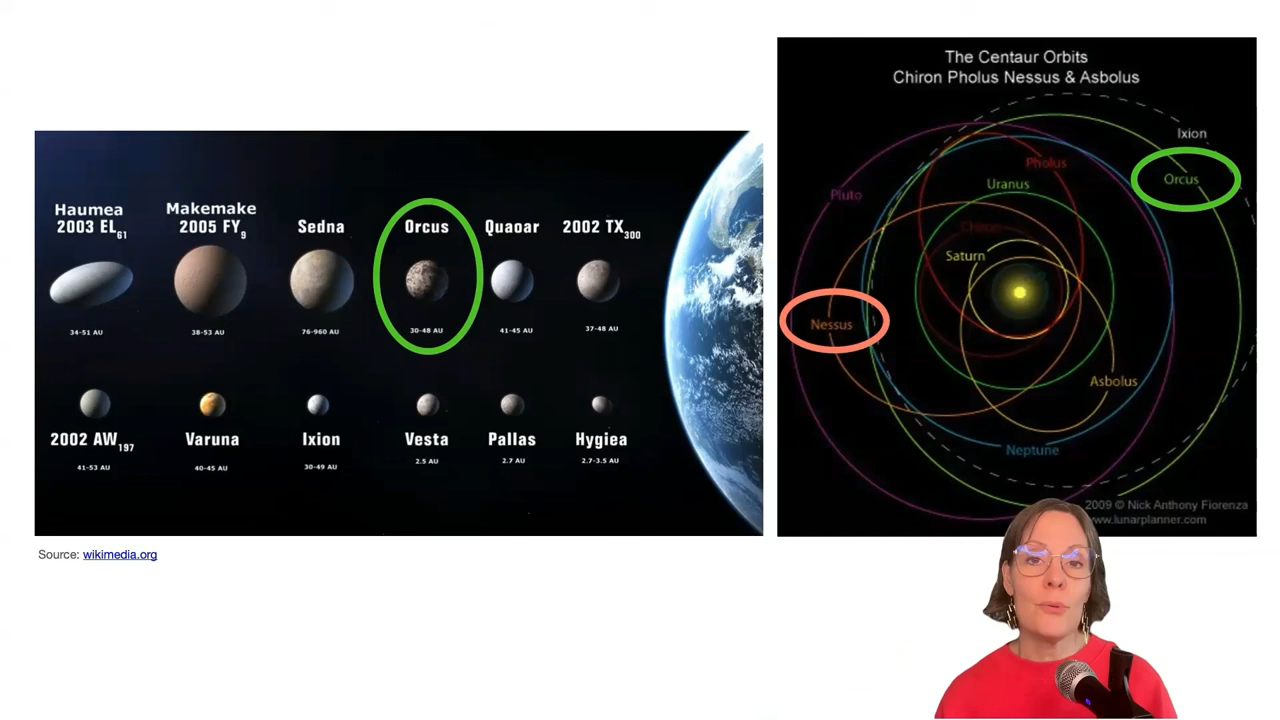 Haumea
2003 EL61
34-51 AU
Makemake
2005 FY9
38-53 AU
Sedna
76-960 AU
Orcus
30-48 AU
Quaoar
41-45 AU
2002 TX300
37-48 AU
2002 AW197
41-53 AU
Varuna
40-45 AU
Ixion
30-49 AU
Vesta
2.5 AU
Pallas
2.7 AU
Hygiea
2.7-3.5 AU
Source: wikimedia.org
The Centaur Orbits
Chiron Pholus Nessus & Asbolus
Ixion
Pholus
Orcus
Uranus
Pluto
Chiron
Saturn
Nessus
Asbolus
Neptune
2009 © Nick Anthony Fiorenza
www.lunarplanner.com